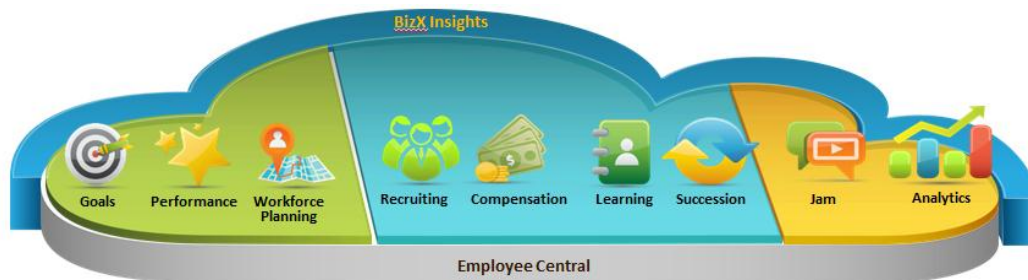 BizX Insights
Goals
Performance
Workforce
Planning
Recruiting
Compensation
Learning
Succession
Jam
Analytics
$
Employee Central